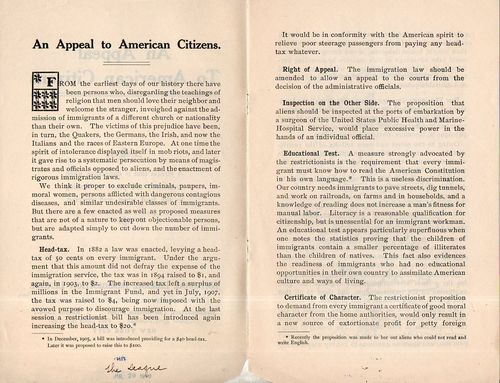 An Appeal to American Citizens.
FROM the earliest days of our history there have
been persons who, disregarding the teachings of
religion that men should love their neighbor and
welcome the stranger, inveighed against the ad-
mission of immigrants of a different church or nationality
than their own. The victims of this prejudice have been,
in turn, the Quakers, the Germans, the Irish, and now the
Italians and the races of Eastern Europe. At one time the
spirit of intolerance displayed itself in mob riots, and later
it gave rise to a systematic persecution by means of magis-
trates and officials opposed to aliens, and the enactment of
rigorous immigration laws.
We think it proper to exclude criminals, paupers, im-
moral women, persons afflicted with dangerous contagious
diseases, and similar undesirable classes of immigrants.
But there are a few enacted as well as proposed measures
that are not of a nature to keep out objectionable persons,
but are adapted simply to cut down the number of immi-
grants.
Head-tax. In 1882 a law was enacted, levying a head-
tax of 50 cents on every immigrant. Under the argu-
ment that this amount did not defray the expense of the
immigration service, the tax was in 1894 raised to $1, and
again, in 1903, to $2. The increased tax left a surplus of
millions in the Immigrant Fund, and yet in July, 1907,
the tax was raised to $4, being now imposed with the
avowed purpose to discourage immigration. At the last
session a restrictionist bill has been introduced again
increasing the head-tax to $20.*
* In December, 1905, a bill was introduced providing for a $40 head-tax.
Later it was proposed to raise this to $100.
The League
It would be in conformity with the American spirit to
relieve poor steerage passengers from paying any head-
tax whatever.
Right of Appeal. The immigration law should be
amended to allow an appeal to the courts from the
decision of the administrative officials.
Inspection on the Other Side. The proposition that
aliens should be inspected at the ports of embarkation by
a surgeon of the United States Public Health and Marine-
Hospital Service, would place excessive power in the
hands of an individual official.
Educational Test. A measure strongly advocated by
the restrictionists is the requirement that every immi-
grant must know how to read the American Constitution
in his own language.* This is a useless discrimination.
Our country needs immigrants to pave streets, dig tunnels,
and work on railroads, on farms and in households, and a
knowledge of reading does not increase a man's fitness for
manual labor. Literacy is a reasonable qualification for
citizenship, but is unessential for an immigrant workman.
An educational test appears particularly superfluous when
one notes the statistics proving that the children of
immigrants contain a smaller percentage of illiterates
than the children of natives. This fact also evidences
the readiness of immigrants who had no educational
opportunities in their own country to assimilate American
culture and ways of living.
Certificate of Character. The restrictionist proposition
to demand from every immigrant a certificate of good moral
character from the home authorities, would only result in
a new source of extortionate profit for petty foreign
* Recently the proposition was made to bar out aliens who could not read and
write English.